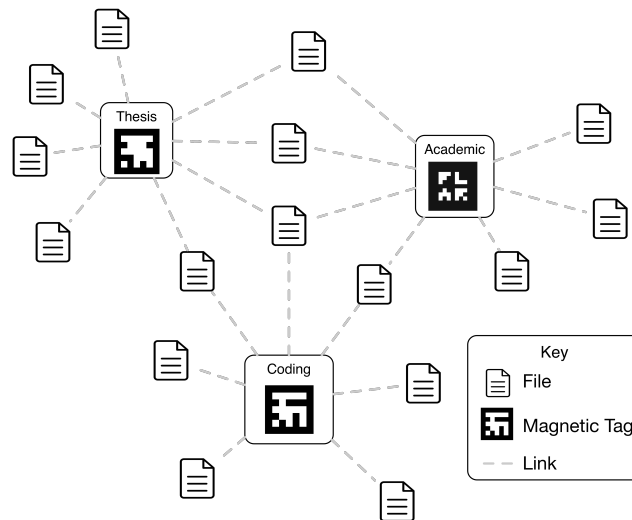 Thesis
Academic
Coding
Key
File
Magnetic Tag
Link